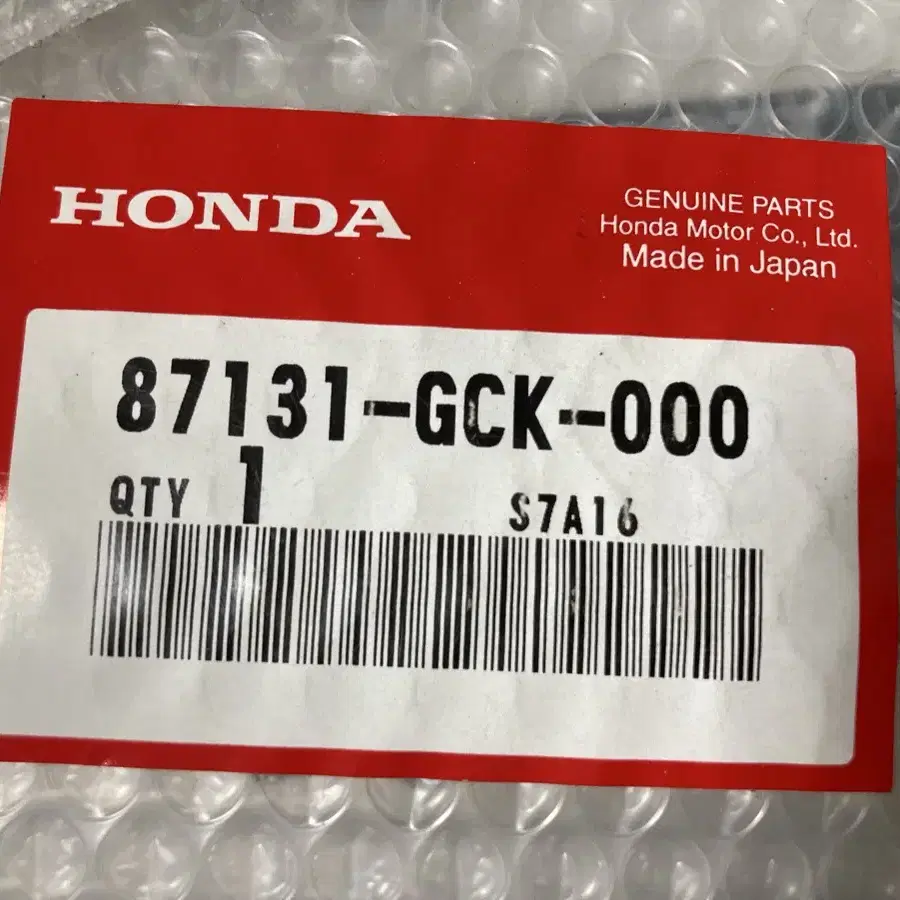 HONDA
GENUINE PARTS
Honda Motor Co., Ltd.
Made in Japan
87131-GCK-000
QTY 1 S7A16